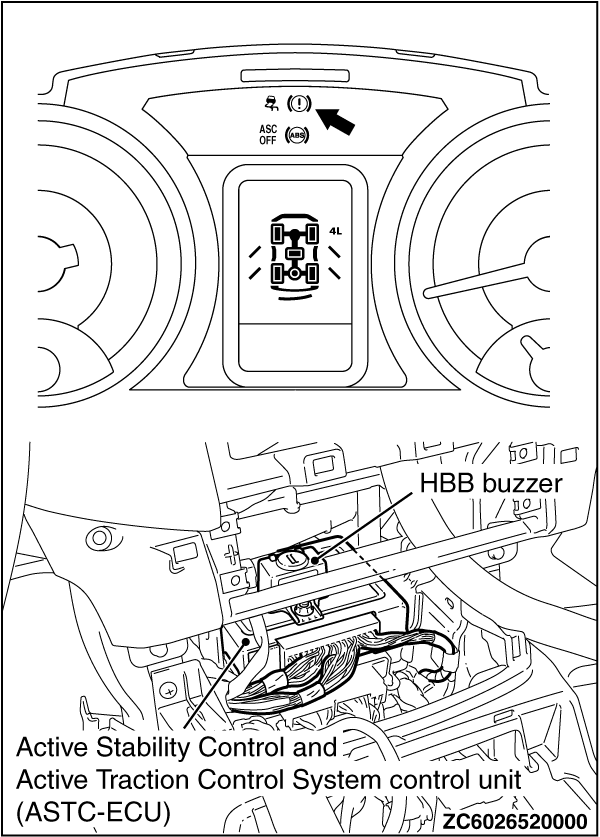 ASC
OFF
ABS
4L
HBB buzzer
Active Stability Control and
Active Traction Control System control unit
(ASTC-ECU)
ZC6026520000